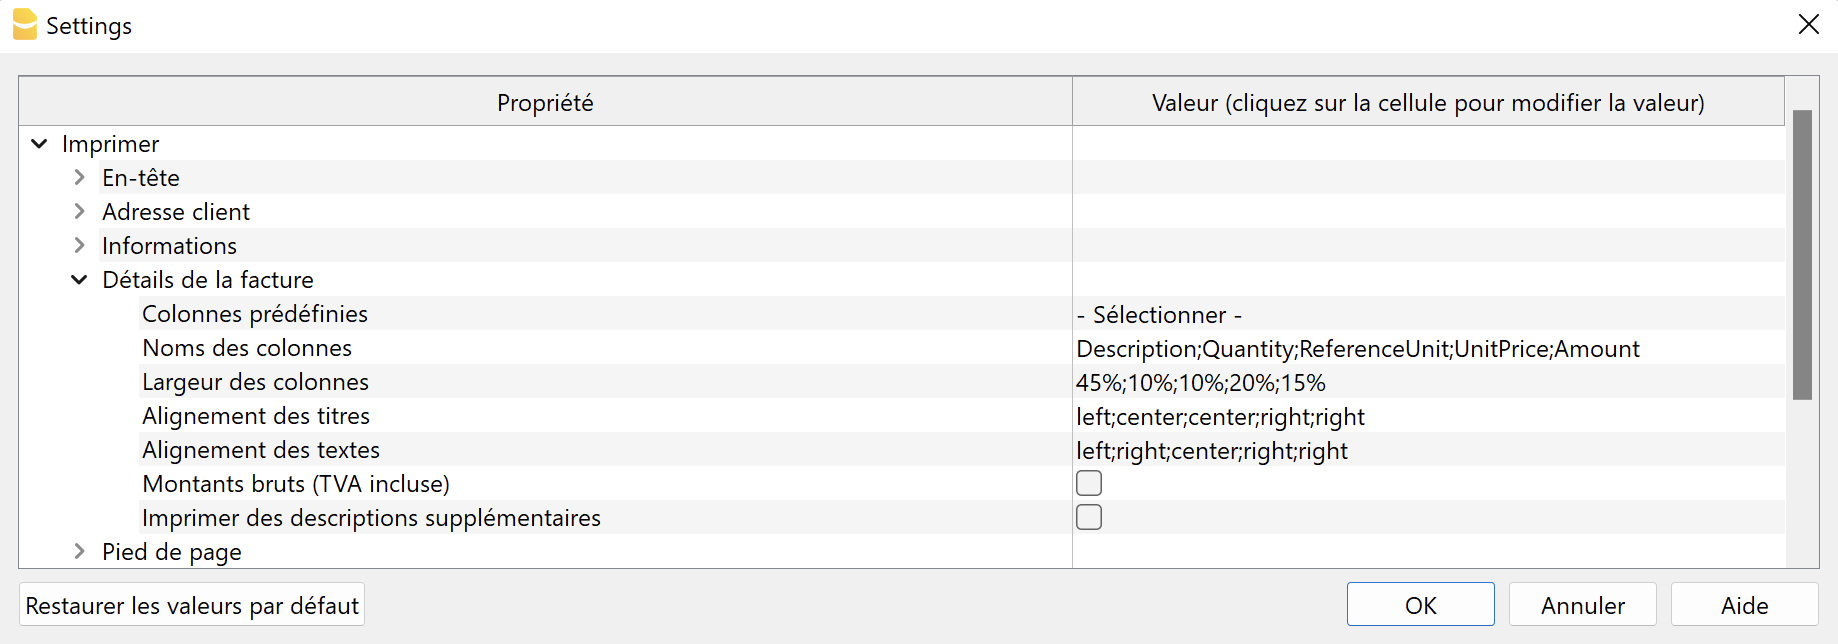 Settings
Propriété
Valeur (cliquez sur la cellule pour modifier la valeur)
Imprimer
En-tête
Adresse client
Informations
Détails de la facture
Colonnes prédéfinies
- Sélectionner -
Noms des colonnes
Description;Quantity;ReferenceUnit;UnitPrice;Amount
Largeur des colonnes
45%;10%;10%;20%;15%
Alignement des titres
left;center;center;right;right
Alignement des textes
left;right;center;right;right
Montants bruts (TVA incluse)
Imprimer des descriptions supplémentaires
Pied de page
Restaurer les valeurs par défaut
OK
Annuler
Aide